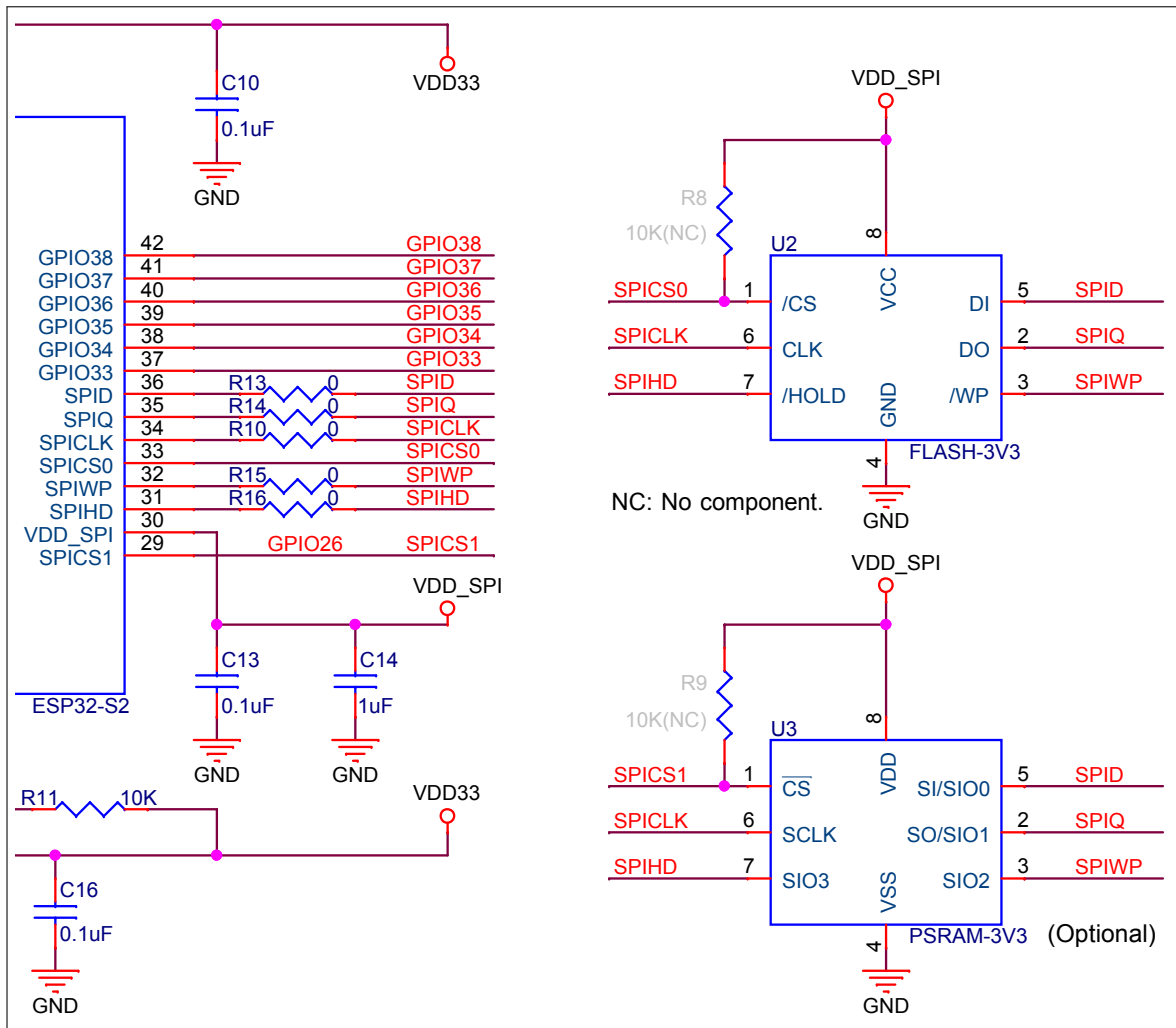 C10
VDD33
0.1uF
GND
GPIO38 42 GPIO38
GPIO37 41 GPIO37
GPIO36 40 GPIO36
GPIO35 39 GPIO35
GPIO34 38 GPIO34
GPIO33 37 GPIO33
SPID 36 R13 0 SPID
SPIQ 35 R14 0 SPIQ
SPICLK 34 R10 0 SPICLK
SPICS0 33 SPICS0
SPIWP 32 R15 0 SPIWP
SPIHD 31 R16 0 SPIHD
VDD_SPI 30
SPICS1 29 GPIO26 SPICS1
VDD_SPI
C13 C14
0.1uF 1uF
ESP32-S2
GND GND
R11 10K VDD33
C16
0.1uF
GND
VDD_SPI
R8
10K(NC)
U2 8
VCC
SPICS0 1 /CS DI 5 SPID
SPICLK 6 CLK DO 2 SPIQ
SPIHD 7 /HOLD /WP 3 SPIWP
GND
4 FLASH-3V3
NC: No component.
GND
VDD_SPI
R9
10K(NC)
U3 8
VDD
SPICS1 1 CS SI/SIO0 5 SPID
SPICLK 6 SCLK SO/SIO1 2 SPIQ
SPIHD 7 SIO3 SIO2 3 SPIWP
VSS
4 PSRAM-3V3 (Optional)
GND